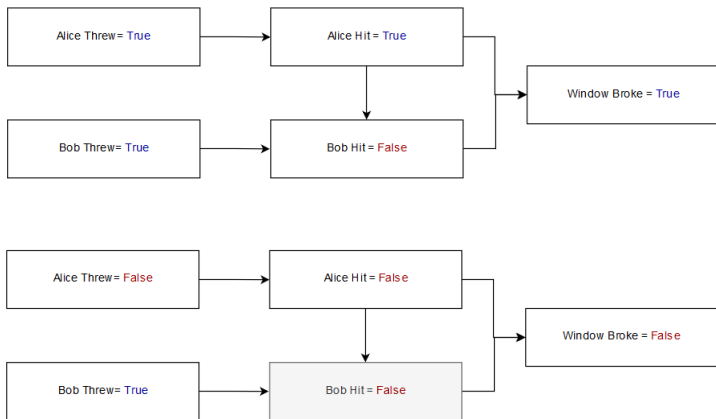 Alice Threw= True
Alice Hit = True
Window Broke = True
Bob Threw= True
Bob Hit = False
Alice Threw= False
Alice Hit = False
Window Broke = False
Bob Threw= True
Bob Hit = False